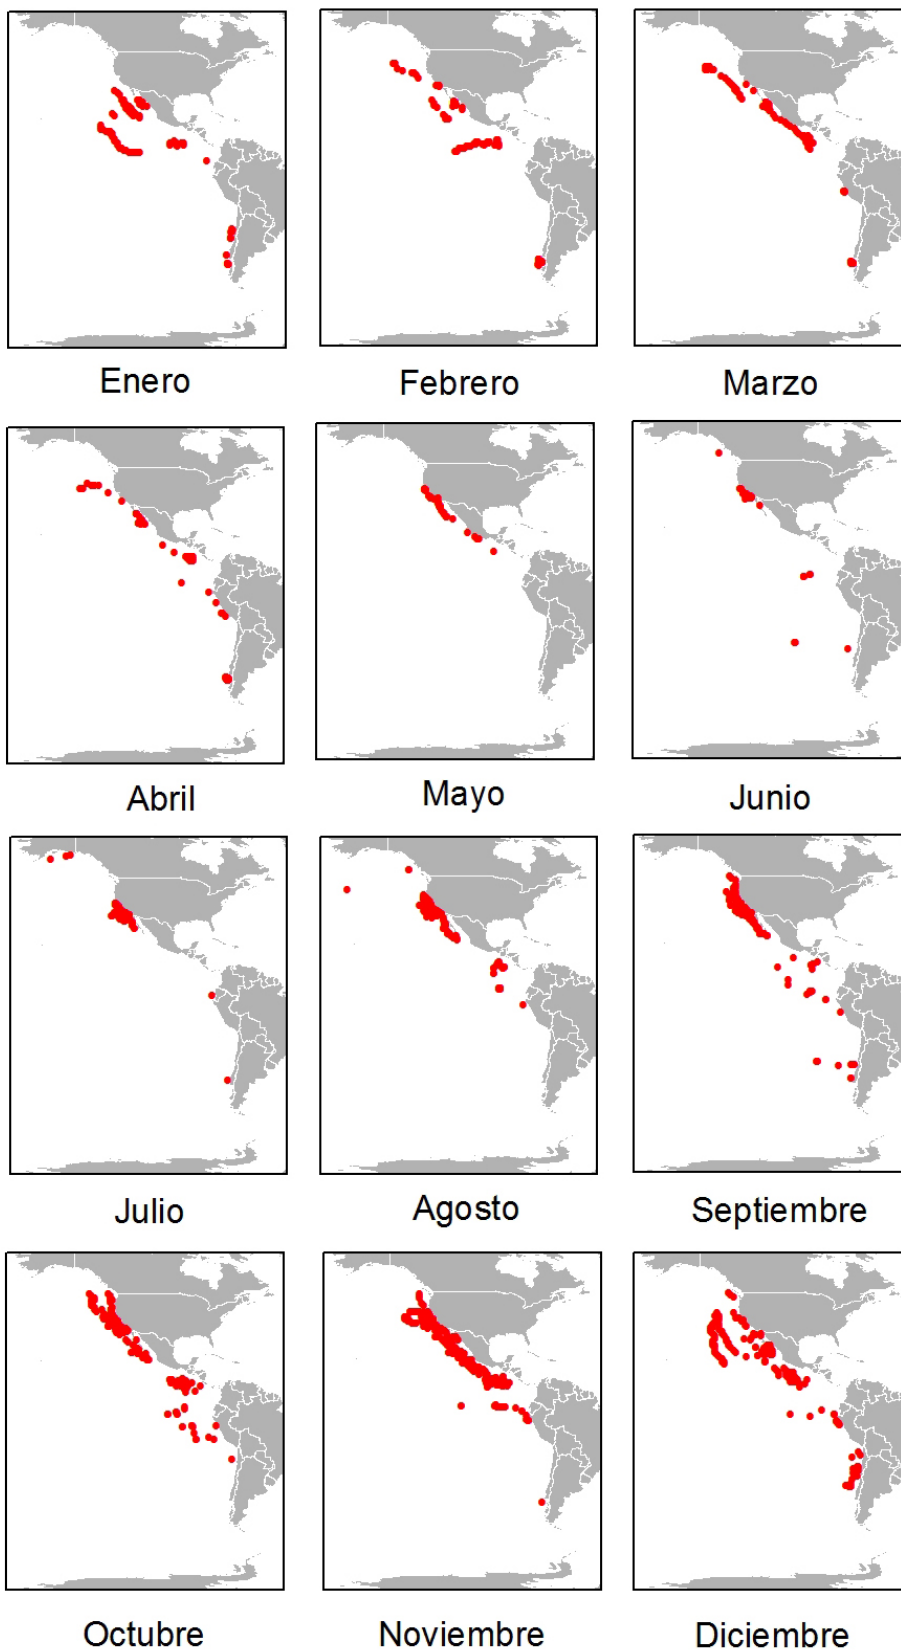 Enero
Febrero
Marzo
Abril
Mayo
Junio
Julio
Agosto
Septiembre
Octubre
Noviembre
Diciembre